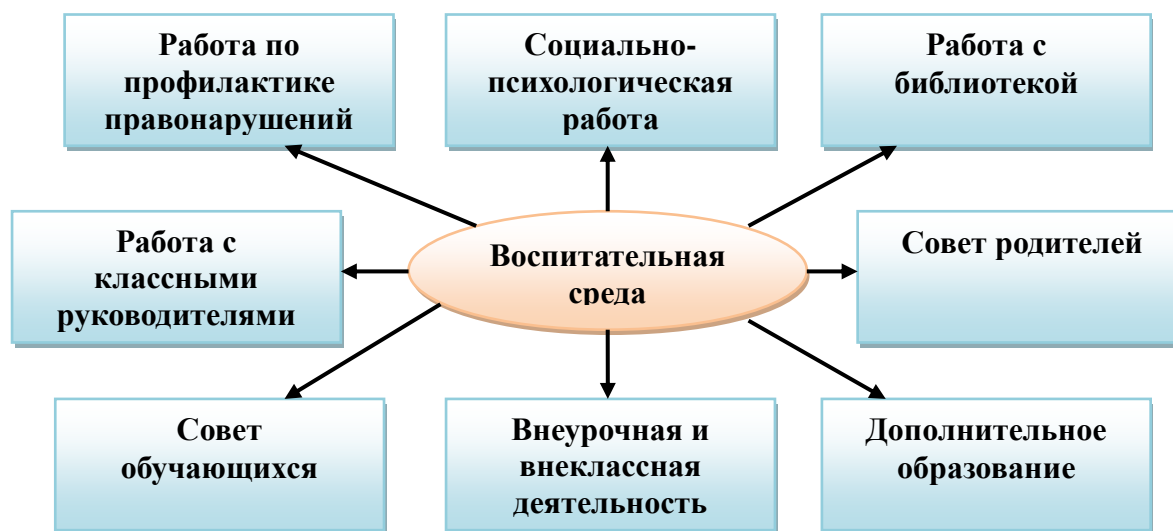 Работа по
профилактике
правонарушений
Социально-
психологическая
работа
Работа с
библиотекой
Работа с
классными
руководителями
Воспитательная
среда
Совет родителей
Совет
обучающихся
Внеурочная и
внеклассная
деятельность
Дополнительное
образование